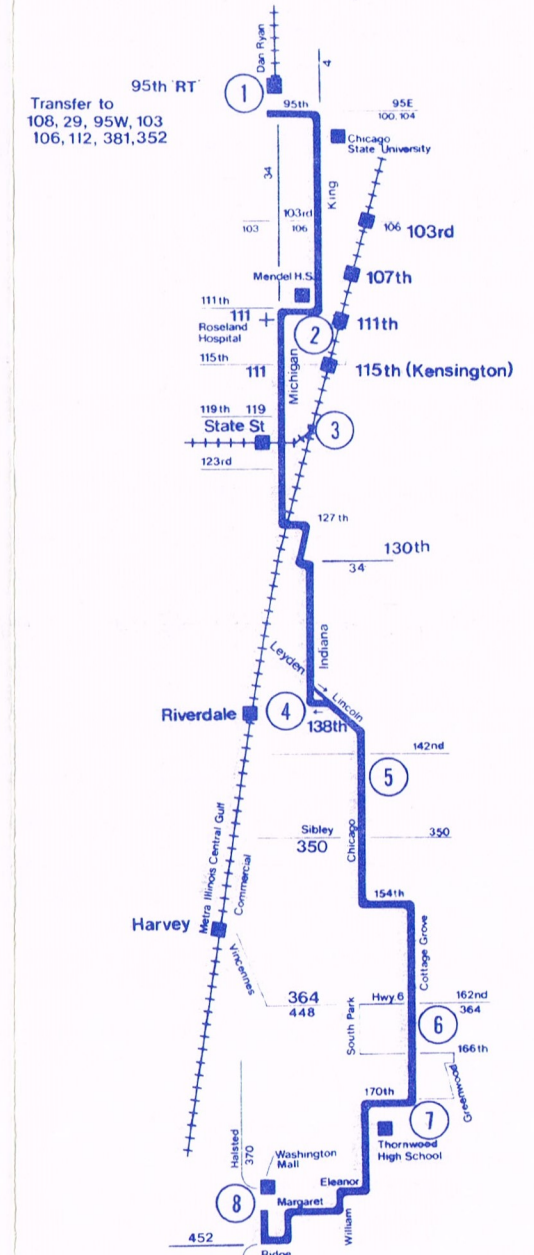 Dan Ryan
4
95th 'RT'
1
Transfer to
108, 29, 95W, 103
106, 112, 381,352
95th
95E
100, 104
Chicago
State University
34
King
103rd
103
106
106 103rd
Mendel H.S.
107th
111th
111
Roseland
Hospital
2
111th
115th
111
Michigan
115th (Kensington)
119th 119
State St
3
123rd
127 th
130th
34
Indiana
Leyden
Lincoln
Riverdale
4
138th
142nd
5
Metra Illinois Central Gulf
Commercial
Sibley
350
350
Chicago
154th
Harvey
Vincennes
Cottage Grove
364
448
Hwy 6
162nd
364
South Park
6
166th
Greenwood
170th
7
Thornwood
High School
Halsted
370
Washington
Mall
Eleanor
8
Margaret
William
452
Ridge